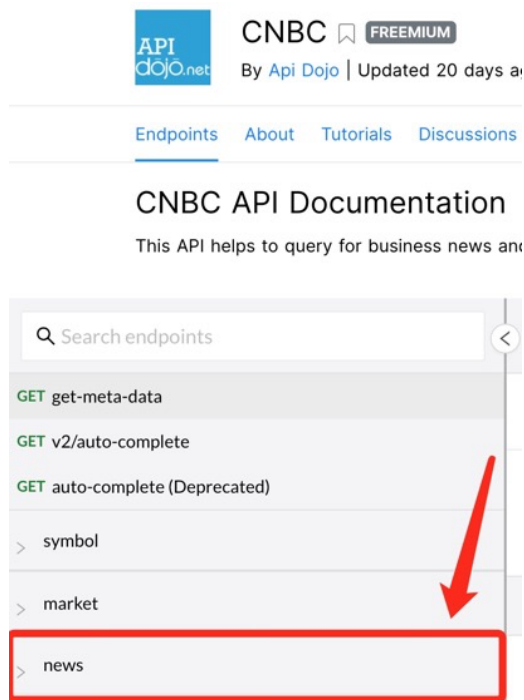 API
dōjō.net
CNBC FREEMIUM
By Api Dojo | Updated 20 days
Endpoints About Tutorials Discussions
CNBC API Documentation
This API helps to query for business news
Search endpoints
GET get-meta-data
GET v2/auto-complete
GET auto-complete (Deprecated)
symbol
market
news